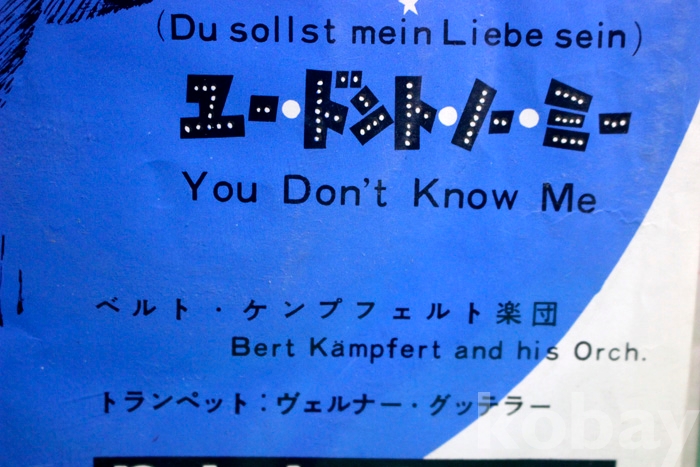 (Du sollst mein Liebe sein)
ユー・ドント・ノー・ミー
You Don't Know Me
ベルト・ケンプフェルト楽団
Bert Kämpfert and his Orch.
トランペット:ヴェルナー・グッテラー
kobay